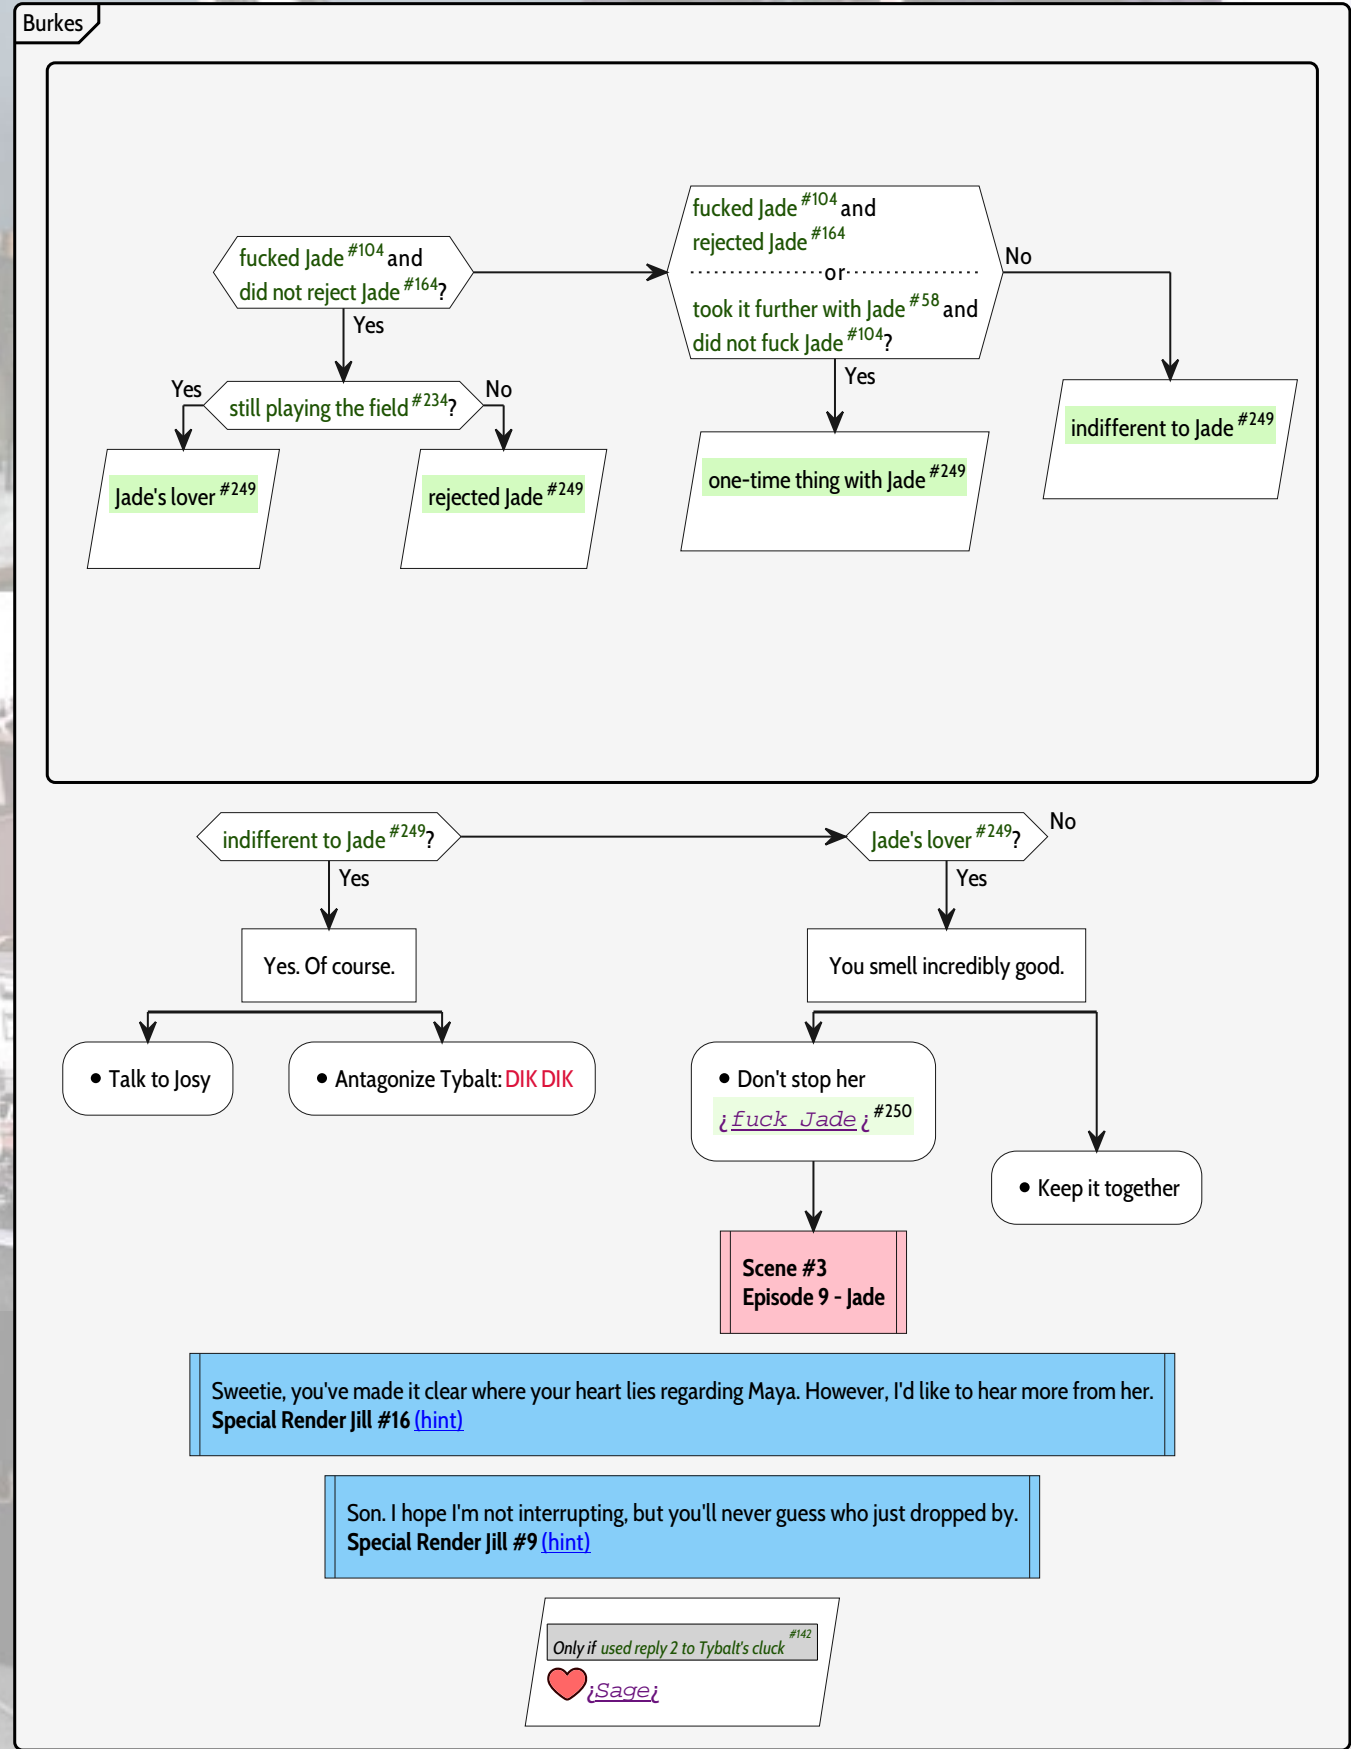 Burkes
fucked Jade #104 and
did not reject Jade #164?
Yes
fucked Jade #104 and
rejected Jade #164
or
took it further with Jade #58 and
did not fuck Jade #104?
No
Yes
Yes
still playing the field #234?
No
Jade's lover #249
rejected Jade #249
one-time thing with Jade #249
indifferent to Jade #249
indifferent to Jade #249?
Yes
Jade's lover #249?
No
Yes
Yes. Of course.
You smell incredibly good.
• Talk to Josy
• Antagonize Tybalt: DIK DIK
• Don't stop her
¿fuck Jade¿ #250
• Keep it together
Scene #3
Episode 9 - Jade
Sweetie, you've made it clear where your heart lies regarding Maya. However, I'd like to hear more from her.
Special Render Jill #16 (hint)
Son. I hope I'm not interrupting, but you'll never guess who just dropped by.
Special Render Jill #9 (hint)
Only if used reply 2 to Tybalt's cluck #142
¿Sage¿